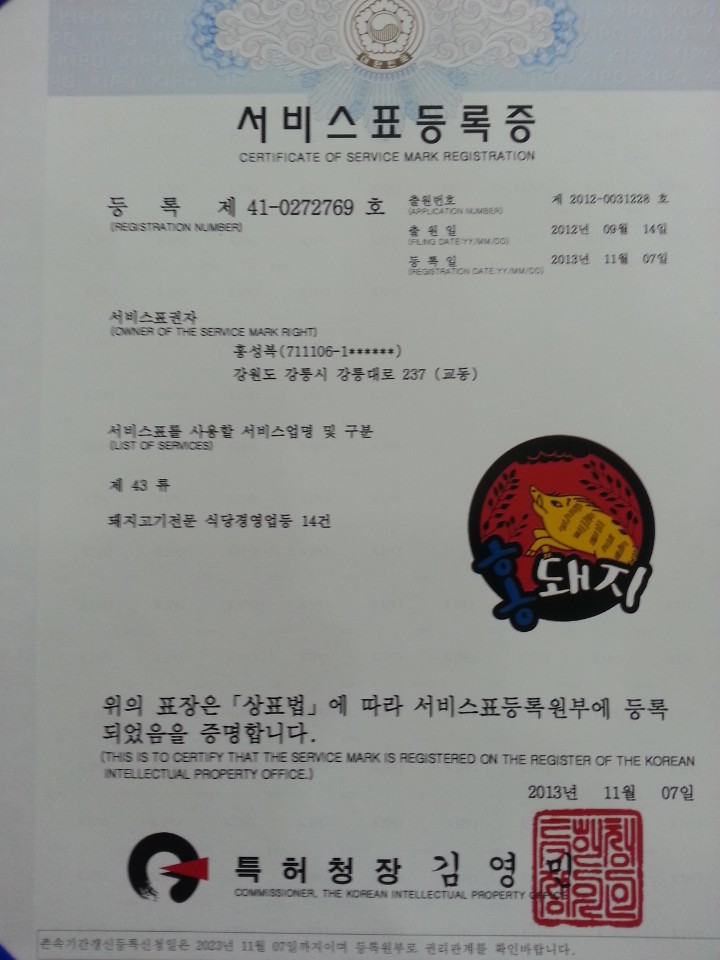 대한민국
서비스표등록증
CERTIFICATE OF SERVICE MARK REGISTRATION
등 록 제 41-0272769 호
(REGISTRATION NUMBER)
출원번호 제 2012-0031228 호
(APPLICATION NUMBER)
출 원 일 2012년 09월 14일
(FILING DATE:YY/MM/DD)
등 록 일 2013년 11월 07일
(REGISTRATION DATE:YY/MM/DD)
서비스표권자
(OWNER OF THE SERVICE MARK RIGHT)
홍성복(711106-1******)
강원도 강릉시 강릉대로 237 (교동)
서비스표를 사용할 서비스업명 및 구분
(LIST OF SERVICES)
제 43 류
돼지고기전문 식당경영업등 14건
홍돼지
위의 표장은 「상표법」에 따라 서비스표등록원부에 등록
되었음을 증명합니다.
(THIS IS TO CERTIFY THAT THE SERVICE MARK IS REGISTERED ON THE REGISTER OF THE KOREAN
INTELLECTUAL PROPERTY OFFICE.)
2013년 11월 07일
특허청장 김영민
COMMISSIONER, THE KOREAN INTELLECTUAL PROPERTY OFFICE
존속기간갱신등록신청일은 2023년 11월 07일까지이며 등록원부로 권리관계를 확인바랍니다.